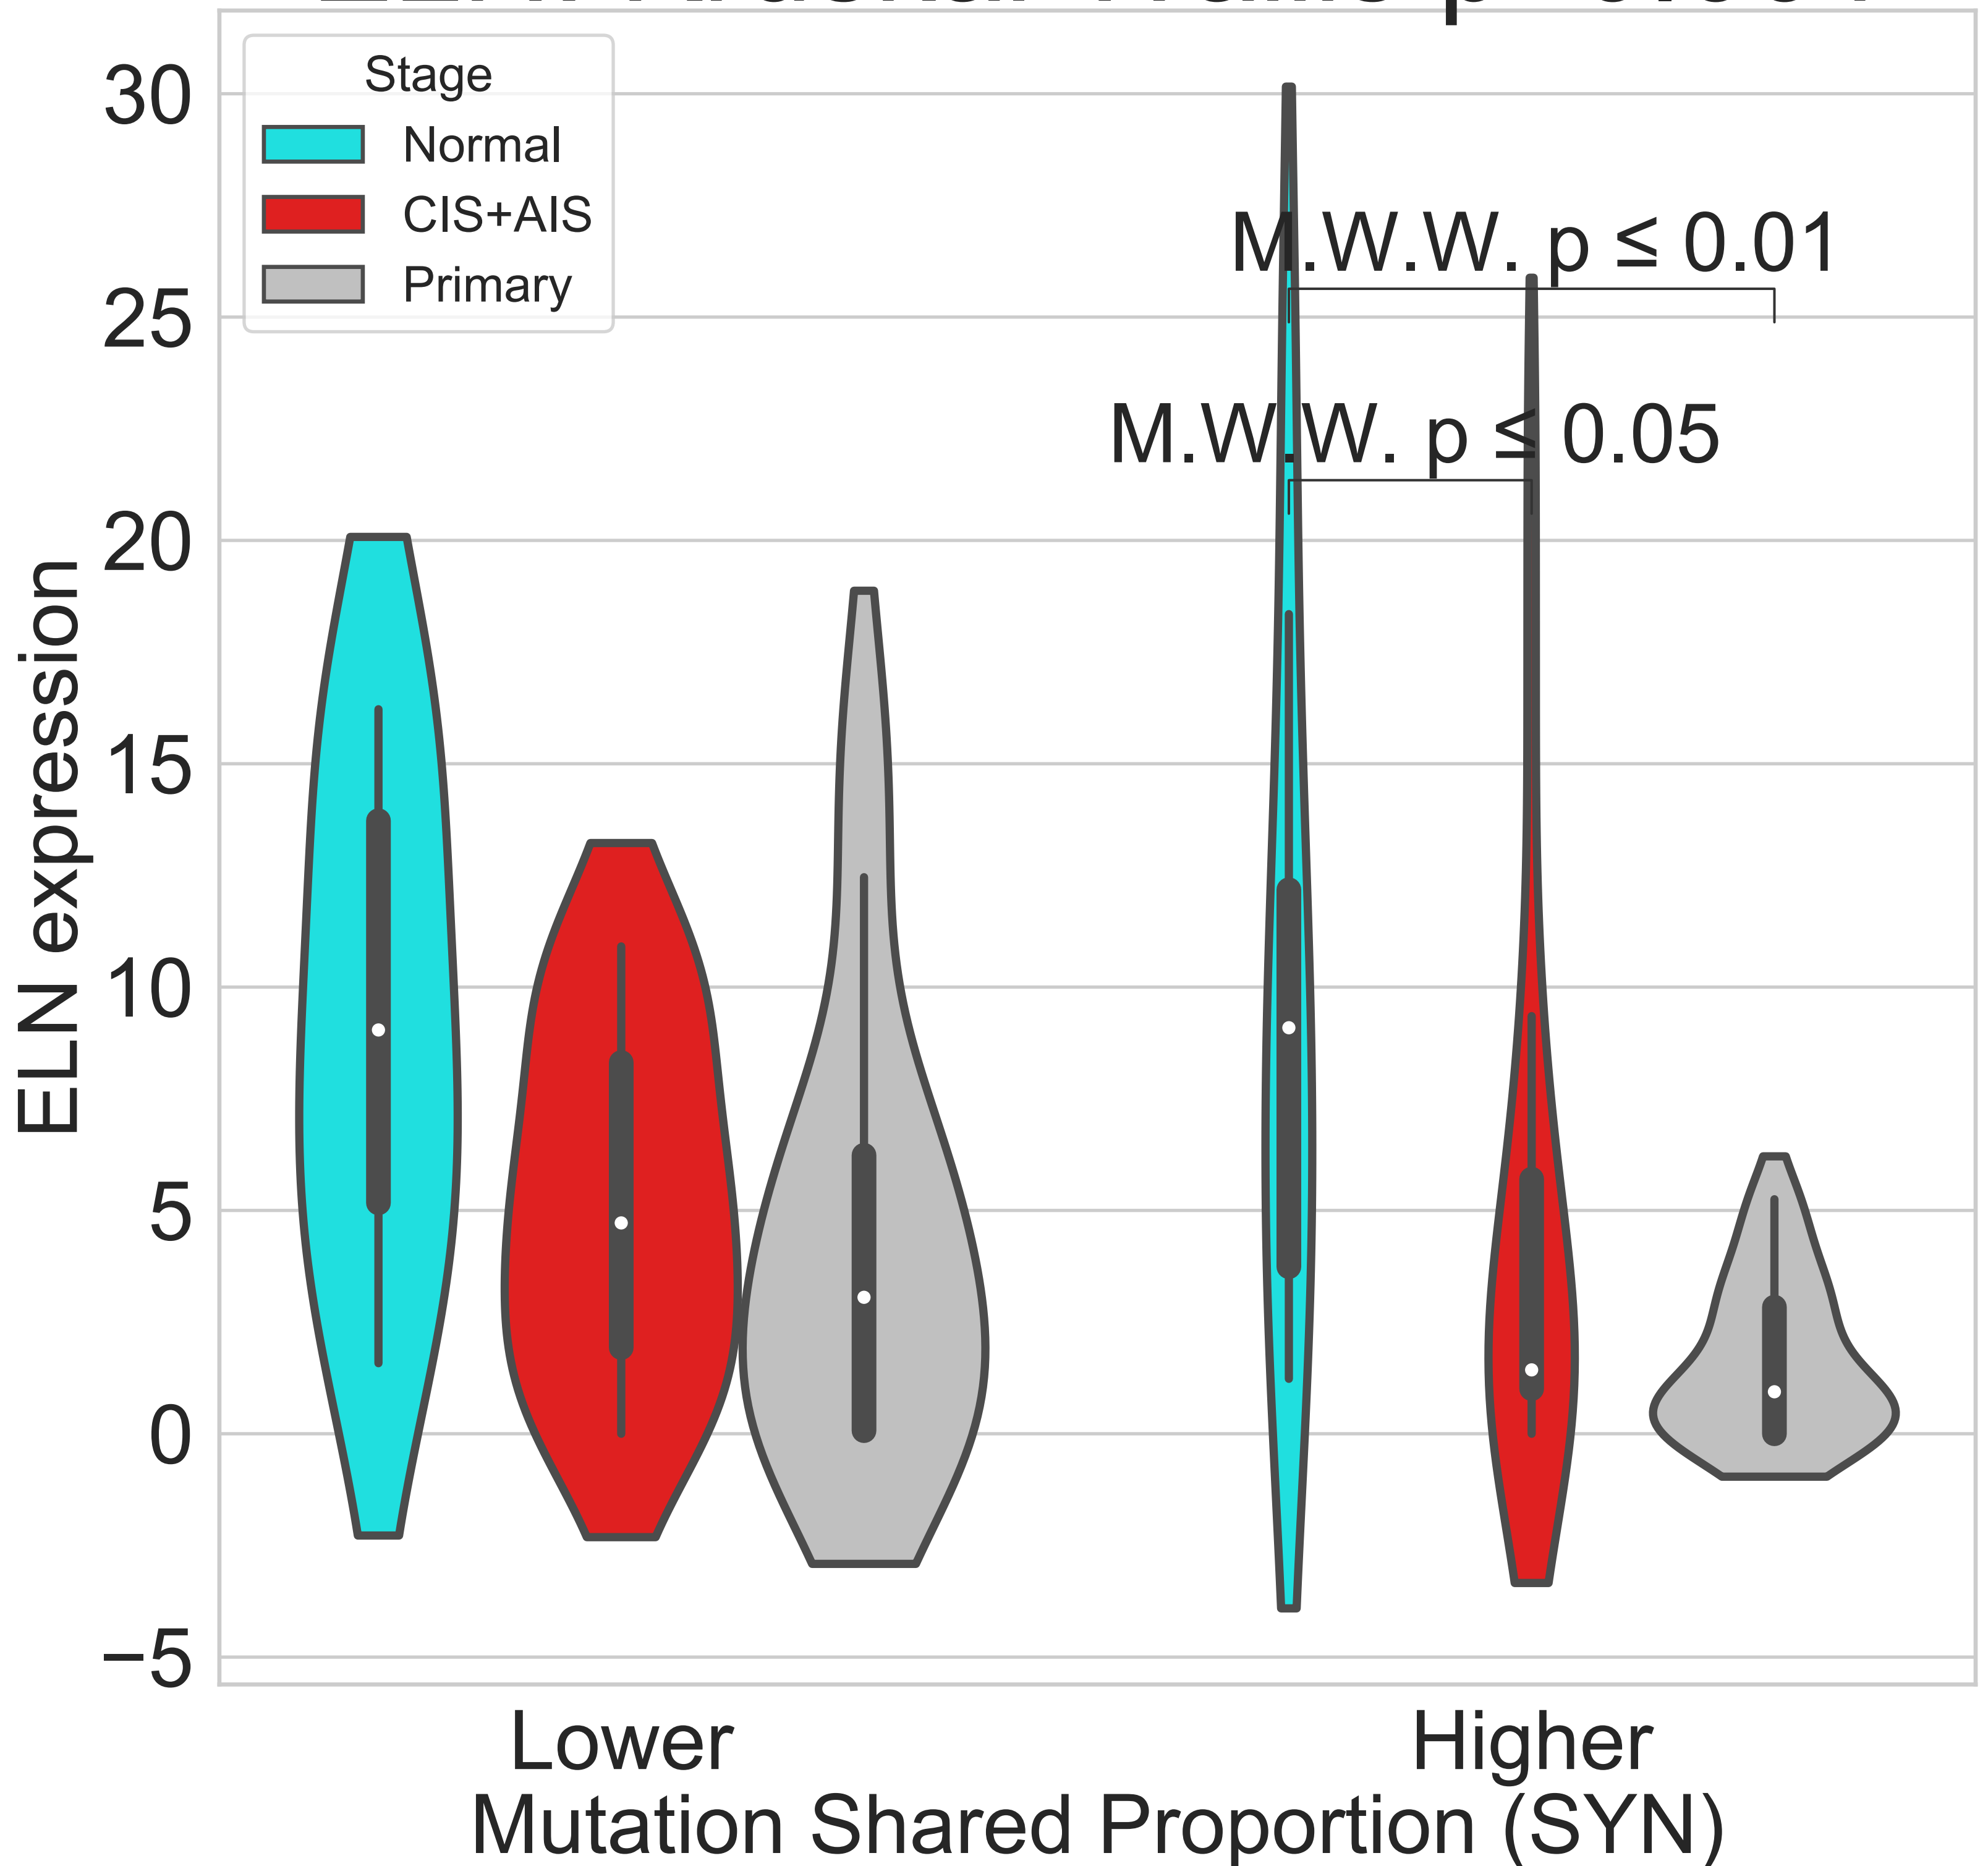 Stage
Normal
CIS+AIS
Primary
M.W.W. p ≤ 0.01
M.W.W. p ≤ 0.05
30
25
20
15
10
5
0
−5
ELN expression
Lower
Higher
Mutation Shared Proportion (SYN)